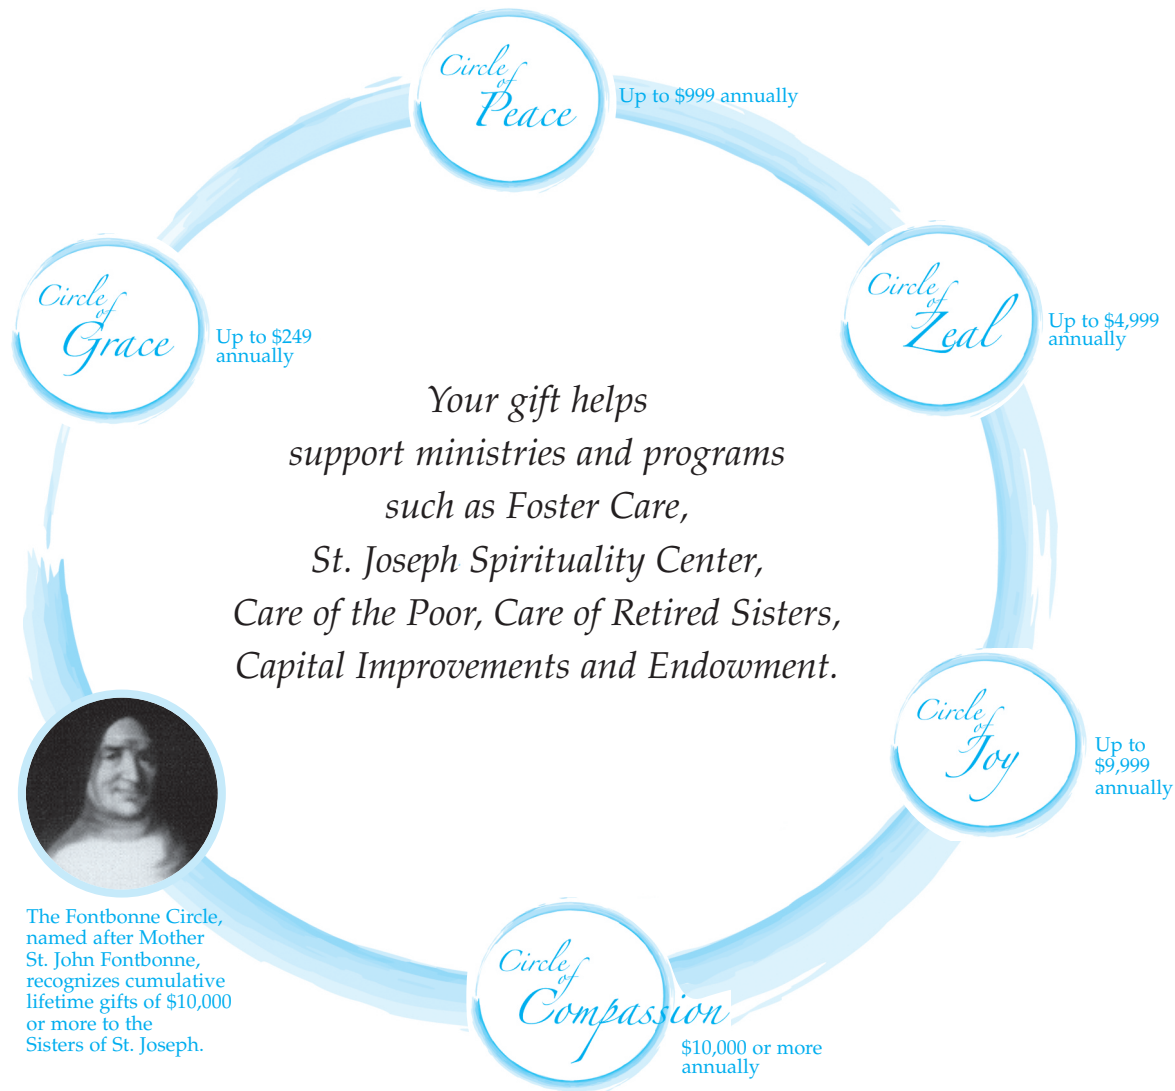 Circle
of
Peace
Up to $999 annually
Circle
of
Grace
Up to $249
annually
Circle
of
Zeal
Up to $4,999
annually
Your gift helps
support ministries and programs
such as Foster Care,
St. Joseph Spirituality Center,
Care of the Poor, Care of Retired Sisters,
Capital Improvements and Endowment.
Circle
of
Joy
Up to
$9,999
annually
The Fontbonne Circle,
named after Mother
St. John Fontbonne,
recognizes cumulative
lifetime gifts of $10,000
or more to the
Sisters of St. Joseph.
Circle
of
Compassion
$10,000 or more
annually